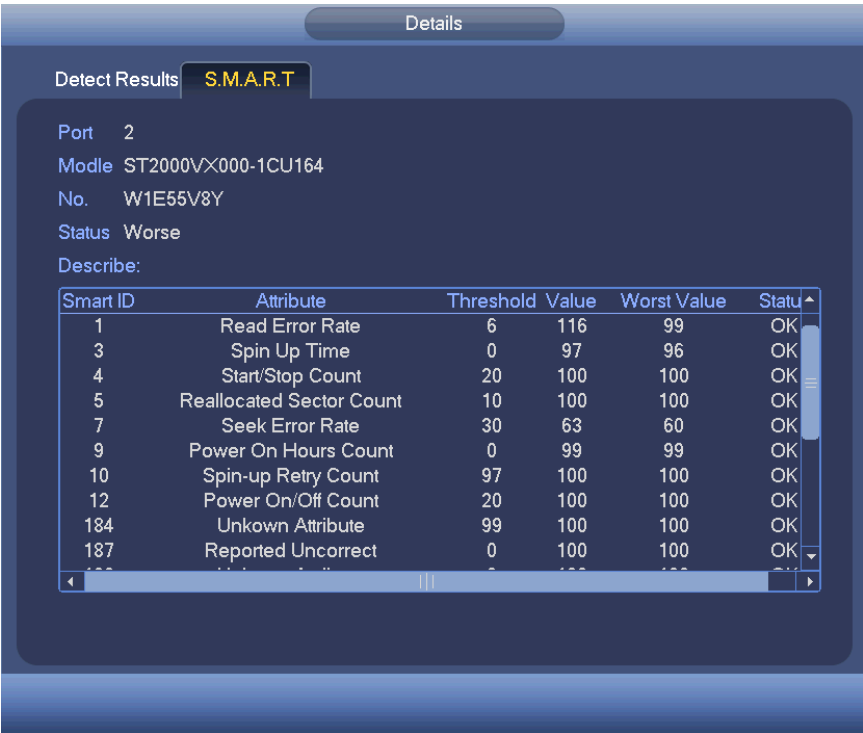 Details
Detect Results S.M.A.R.T
Port 2
Modle ST2000VX000-1CU164
No. W1E55V8Y
Status Worse
Describe:
Smart ID Attribute Threshold Value Worst Value Statu
1 Read Error Rate 6 116 99 OK
3 Spin Up Time 0 97 96 OK
4 Start/Stop Count 20 100 100 OK
5 Reallocated Sector Count 10 100 100 OK
7 Seek Error Rate 30 63 60 OK
9 Power On Hours Count 0 99 99 OK
10 Spin-up Retry Count 97 100 100 OK
12 Power On/Off Count 20 100 100 OK
184 Unkown Attribute 99 100 100 OK
187 Reported Uncorrect 0 100 100 OK